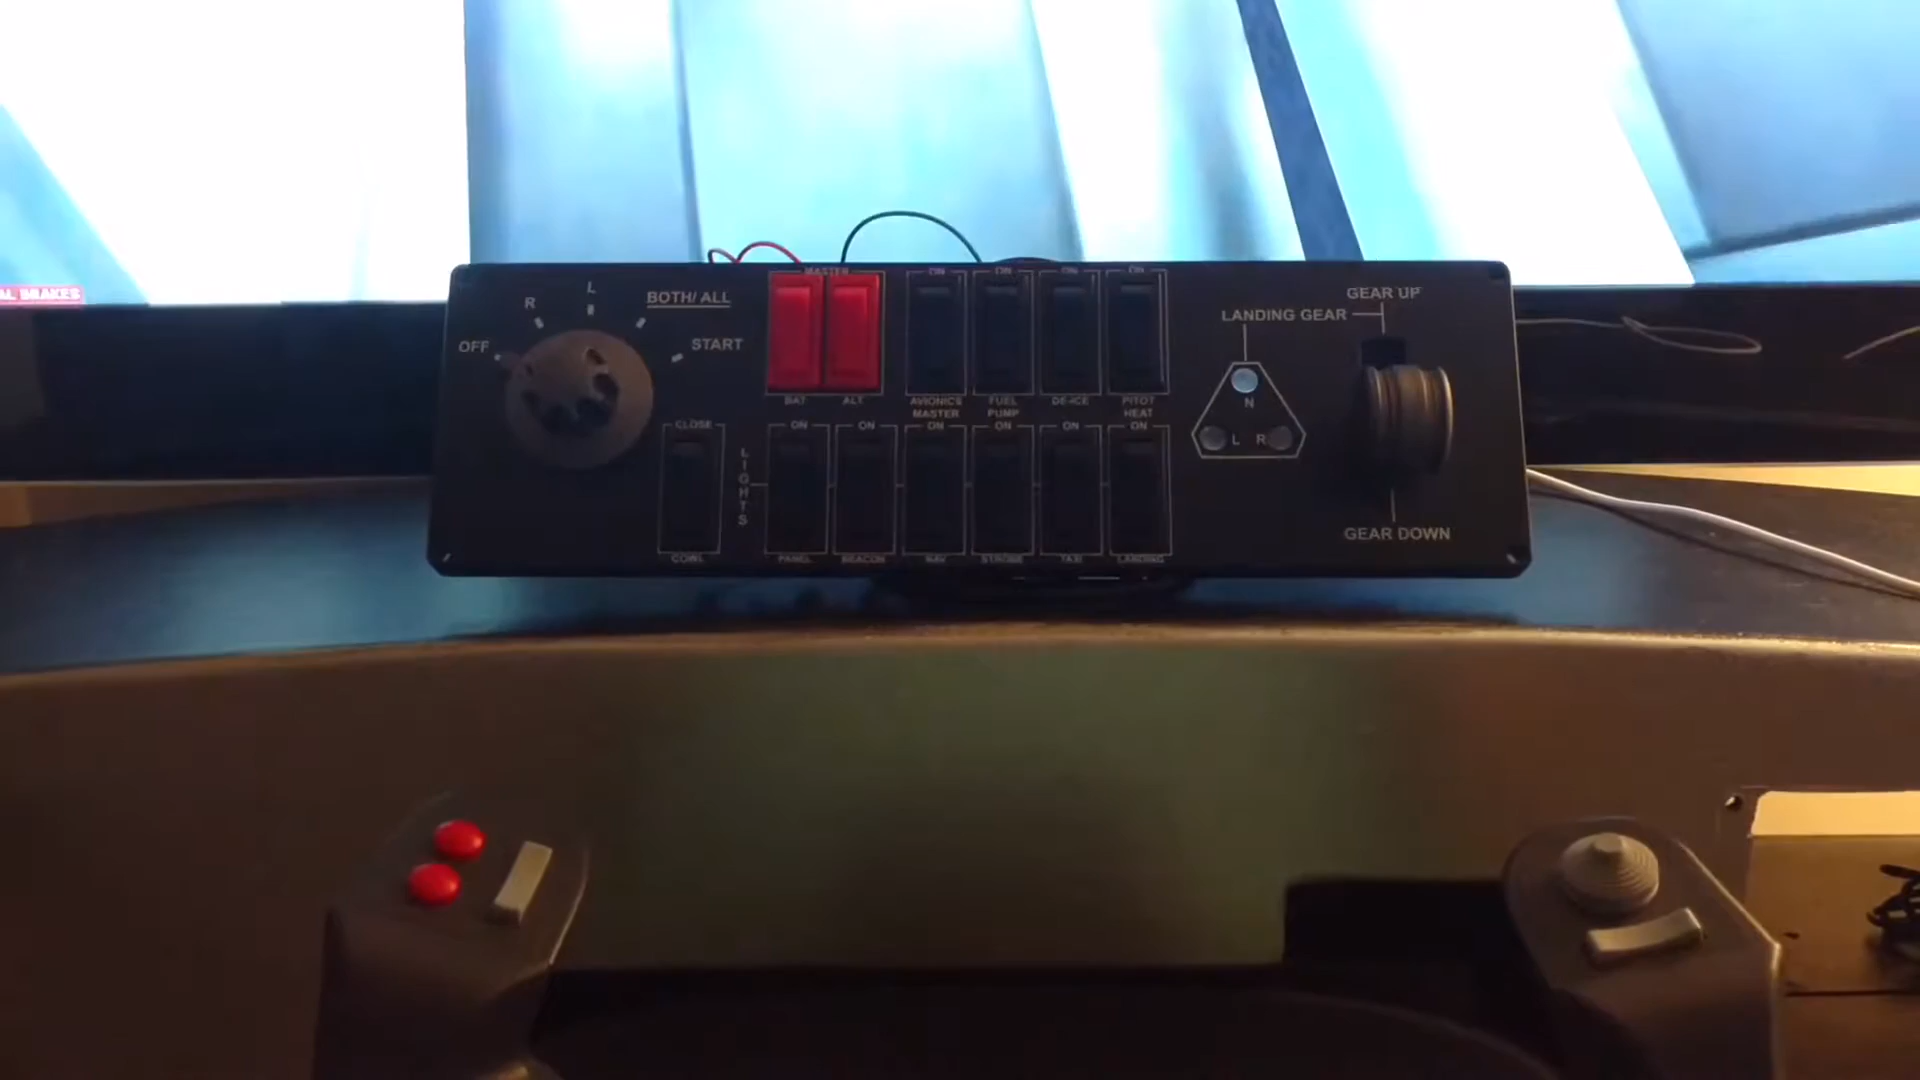 AL BRAKES
OFF
R
L
BOTH/ ALL
START
MASTER
BAT
ALT
ON
ON
ON
ON
AVIONICS
MASTER
FUEL
PUMP
DE-ICE
PITOT
HEAT
CLOSE
COWL
LIGHTS
ON
ON
ON
ON
ON
ON
PANEL
BEACON
NAV
STROBE
TAXI
LANDING
GEAR UP
LANDING GEAR
N
L
R
GEAR DOWN